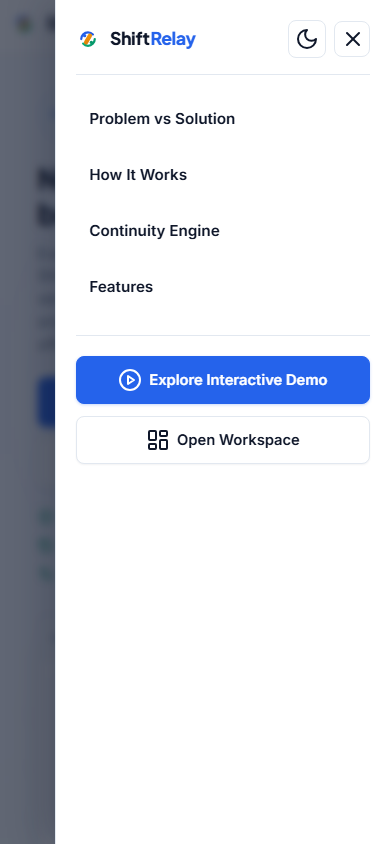 ShiftRelay
Problem vs Solution
How It Works
Continuity Engine
Features
Explore Interactive Demo
Open Workspace